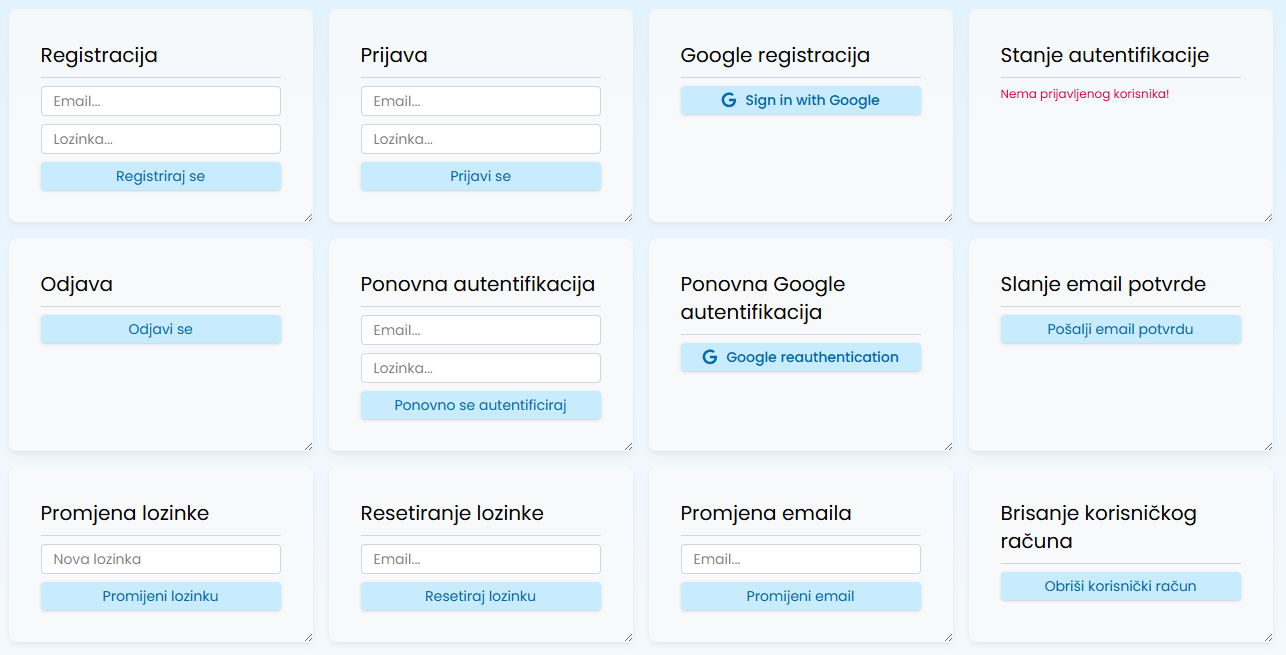 Registracija
Email...
Lozinka...
Registriraj se
Prijava
Email...
Lozinka...
Prijavi se
Google registracija
Sign in with Google
Stanje autentifikacije
Nema prijavljenog korisnika!
Odjava
Odjavi se
Ponovna autentifikacija
Email...
Lozinka...
Ponovno se autentificiraj
Ponovna Google
autentifikacija
Google reauthentication
Slanje email potvrde
Pošalji email potvrdu
Promjena lozinke
Nova lozinka
Promijeni lozinku
Resetiranje lozinke
Email...
Resetiraj lozinku
Promjena emaila
Email...
Promijeni email
Brisanje korisničkog
računa
Obriši korisnički račun